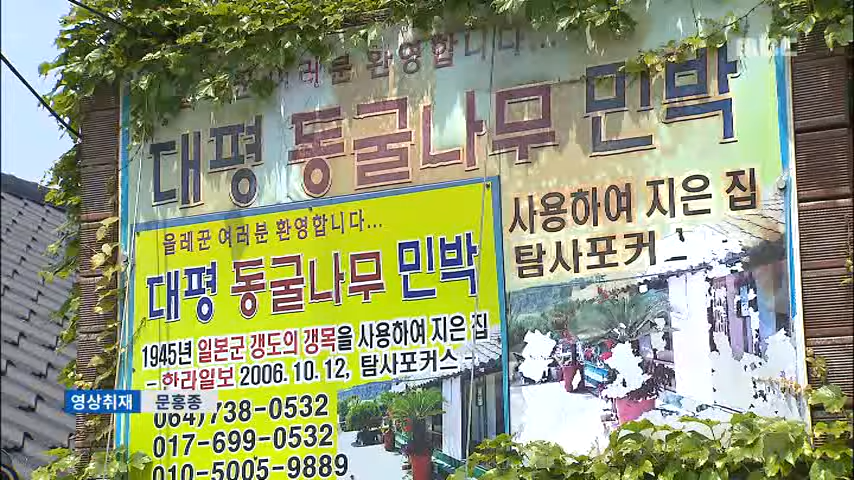 여러분 환영합니다...
대평 동굴나무 민박
사용하여 지은 집
탐사포커스
올레꾼 여러분 환영합니다...
대평 동굴나무 민박
1945년 일본군 갱도의 갱목을 사용하여 지은 집
- 한라일보 2006. 10. 12, 탐사포커스 -
064)738-0532
017-699-0532
010-5005-9889
영상취재 문홍종